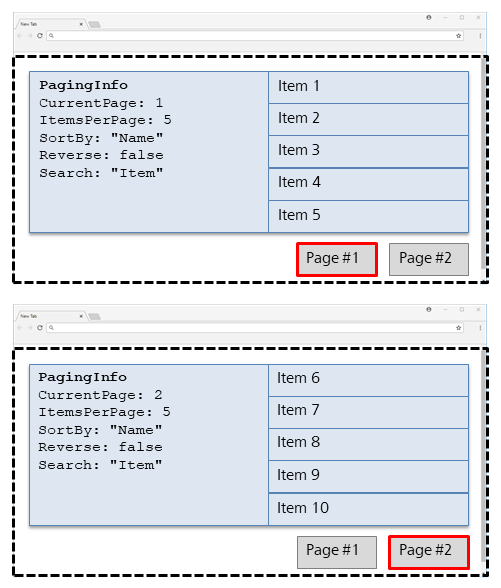 New Tab
PagingInfo
CurrentPage: 1
ItemsPerPage: 5
SortBy: "Name"
Reverse: false
Search: "Item"
Item 1
Item 2
Item 3
Item 4
Item 5
Page #1
Page #2
New Tab
PagingInfo
CurrentPage: 2
ItemsPerPage: 5
SortBy: "Name"
Reverse: false
Search: "Item"
Item 6
Item 7
Item 8
Item 9
Item 10
Page #1
Page #2